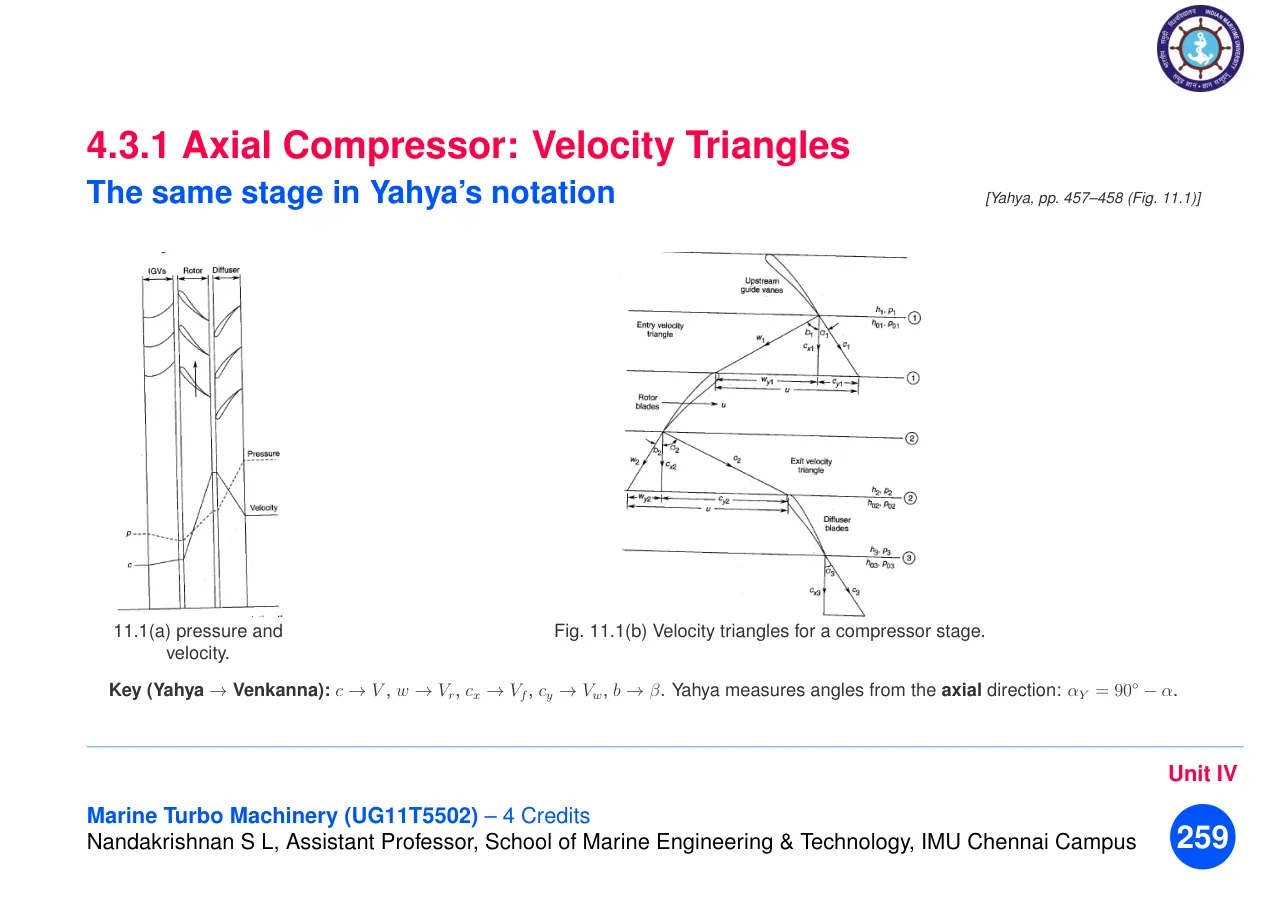 INDIAN MARITIME UNIVERSITY
4.3.1 Axial Compressor: Velocity Triangles
The same stage in Yahya’s notation
[Yahya, pp. 457–458 (Fig. 11.1)]
IGVs Rotor Diffuser
Pressure
Velocity
p
c
Upstream
guide vanes
h1, p1
h01, p01
1
Entry velocity
triangle
w1
b1
α1
cx1
c1
wy1
cy1
u
1
Rotor
blades
u
2
b2
α2
w2
cx2
c2
Exit velocity
triangle
wy2
cy2
u
h2, p2
h02, p02
2
Diffuser
blades
h3, p3
h03, p03
3
α3
cx3
c3
11.1(a) pressure and
velocity.
Fig. 11.1(b) Velocity triangles for a compressor stage.
Key (Yahya → Venkanna): c → V, w → Vr, cx → Vf, cy → Vw, b → β. Yahya measures angles from the axial direction: αY = 90° − α.
Unit IV
Marine Turbo Machinery (UG11T5502) – 4 Credits
Nandakrishnan S L, Assistant Professor, School of Marine Engineering & Technology, IMU Chennai Campus
259